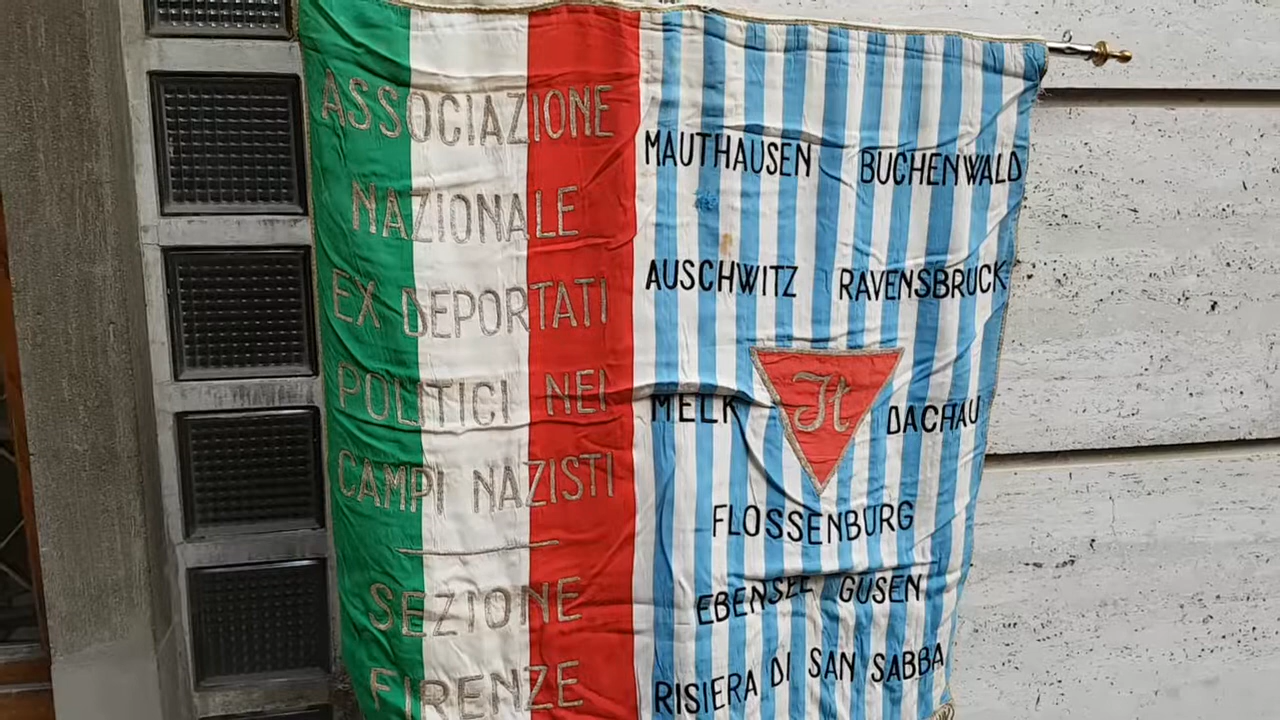 ASSOCIAZIONE
NAZIONALE
EX DEPORTATI
POLITICI NEI
CAMPI NAZISTI
SEZIONE
FIRENZE
MAUTHAUSEN BUCHENWALD
AUSCHWITZ RAVENSBRUCK
It
MELK DACHAU
FLOSSENBURG
EBENSEE GUSEN
RISIERA DI SAN SABBA